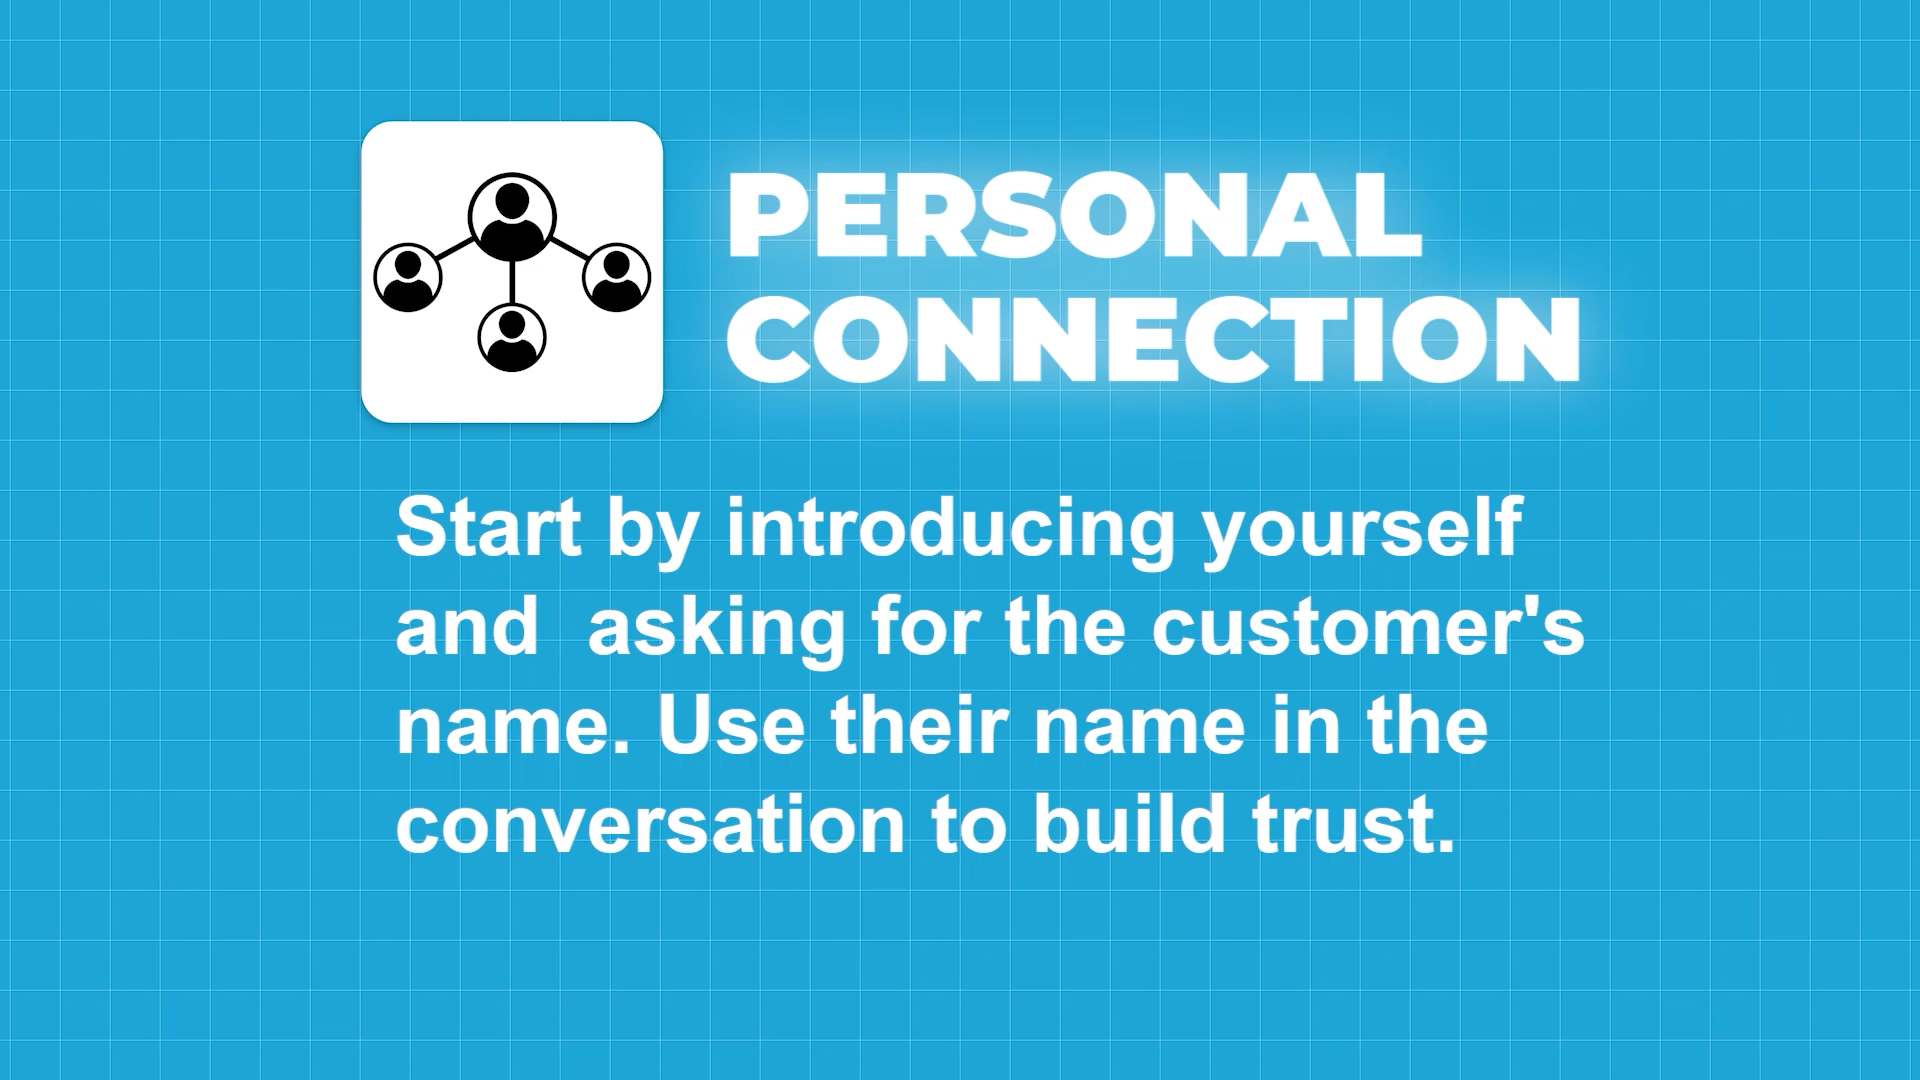 PERSONAL
CONNECTION
Start by introducing yourself
and  asking for the customer's
name. Use their name in the
conversation to build trust.